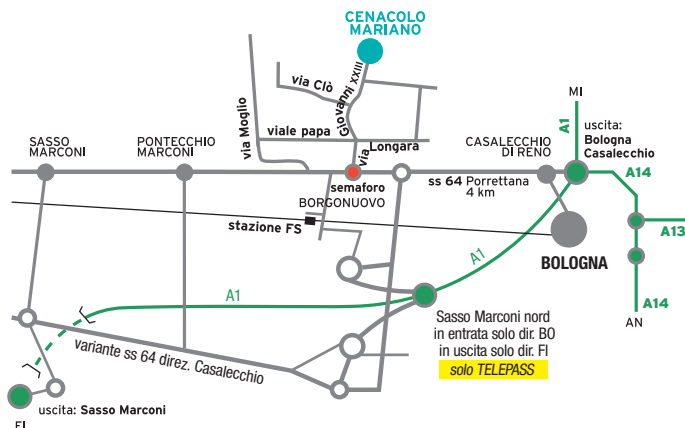 CENACOLO
MARIANO
via Clò
Giovanni XXIII
viale papa
via Moglio
via
Longara
MI
A1
uscita:
Bologna
Casalecchio
SASSO
MARCONI
PONTECCHIO
MARCONI
CASALECCHIO
DI RENO
semaforo
BORGONUOVO
ss 64 Porrettana
4 km
A14
A13
stazione FS
BOLOGNA
A1
A1
A14
AN
Sasso Marconi nord
in entrata solo dir. BO
in uscita solo dir. FI
solo TELEPASS
variante ss 64 direz. Casalecchio
uscita: Sasso Marconi
FI